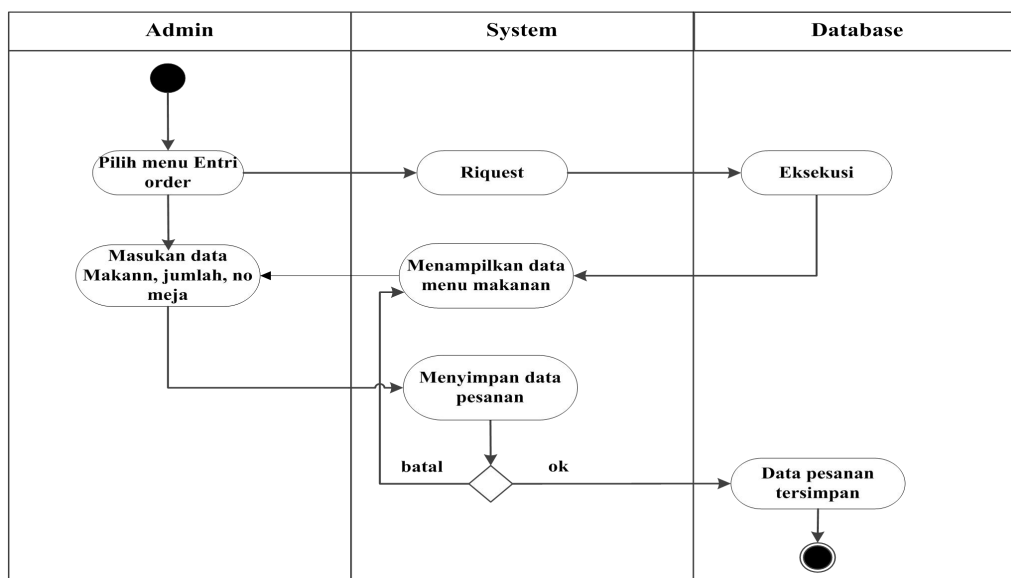 Admin
System
Database
Pilih menu Entri
order
Riquest
Eksekusi
Masukan data
Makann, jumlah, no
meja
Menampilkan data
menu makanan
Menyimpan data
pesanan
batal
ok
Data pesanan
tersimpan